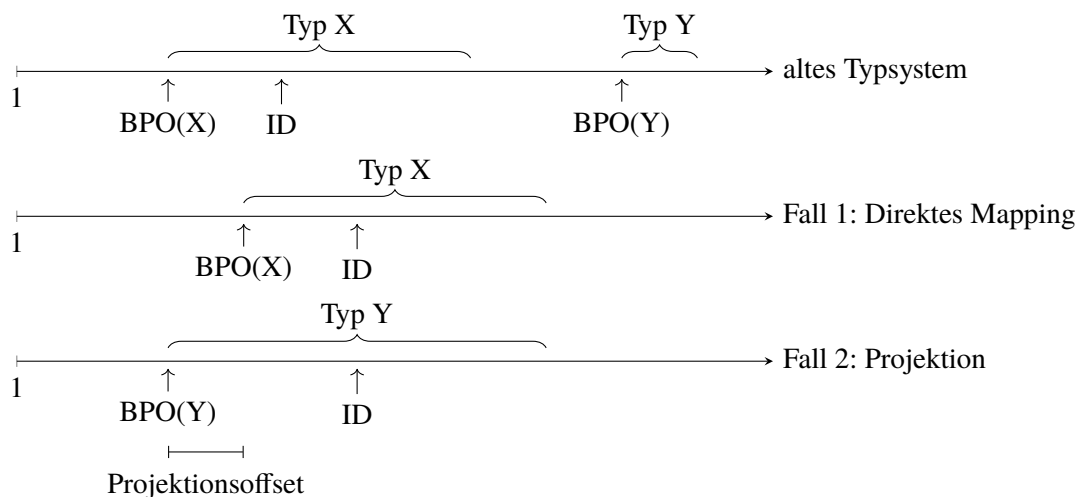 Typ X Typ Y
altes Typsystem
1
BPO(X) ID BPO(Y)
Typ X
Fall 1: Direktes Mapping
1
BPO(X) ID
Typ Y
Fall 2: Projektion
1
BPO(Y) ID
Projektionsoffset